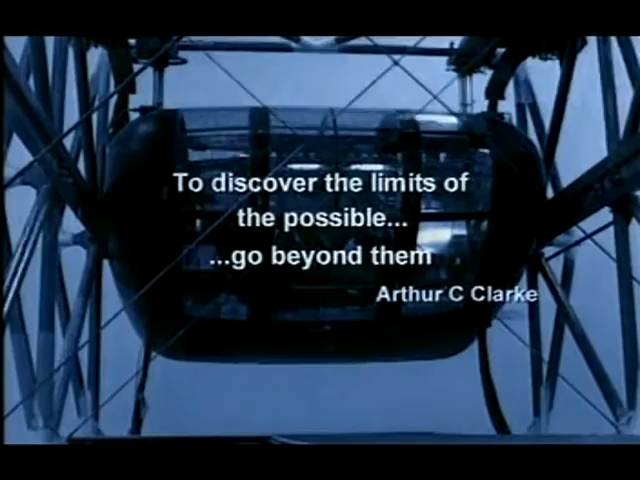 To discover the limits of
the possible...
...go beyond them
Arthur C Clarke